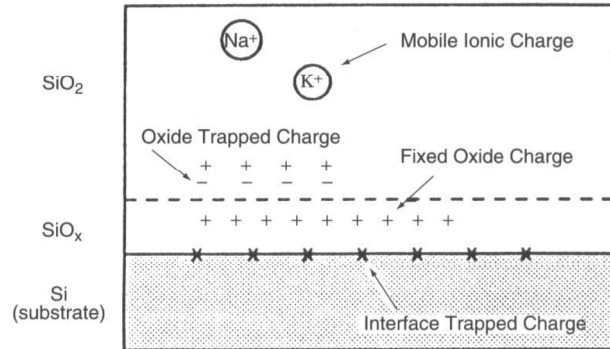 Na+
Mobile Ionic Charge
K+
SiO2
Oxide Trapped Charge
+ + + +
Fixed Oxide Charge
− − − −
+ + + + + + + + +
SiOx
Si
(substrate)
Interface Trapped Charge